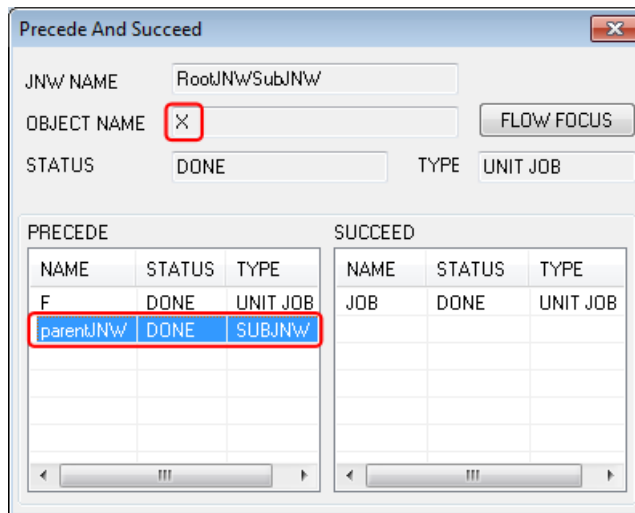 Precede And Succeed
JNW NAME RootJNWSubJNW
OBJECT NAME X FLOW FOCUS
STATUS DONE TYPE UNIT JOB
PRECEDE SUCCEED
NAME STATUS TYPE NAME STATUS TYPE
F DONE UNIT JOB JOB DONE UNIT JOB
parentJNW DONE SUBJNW